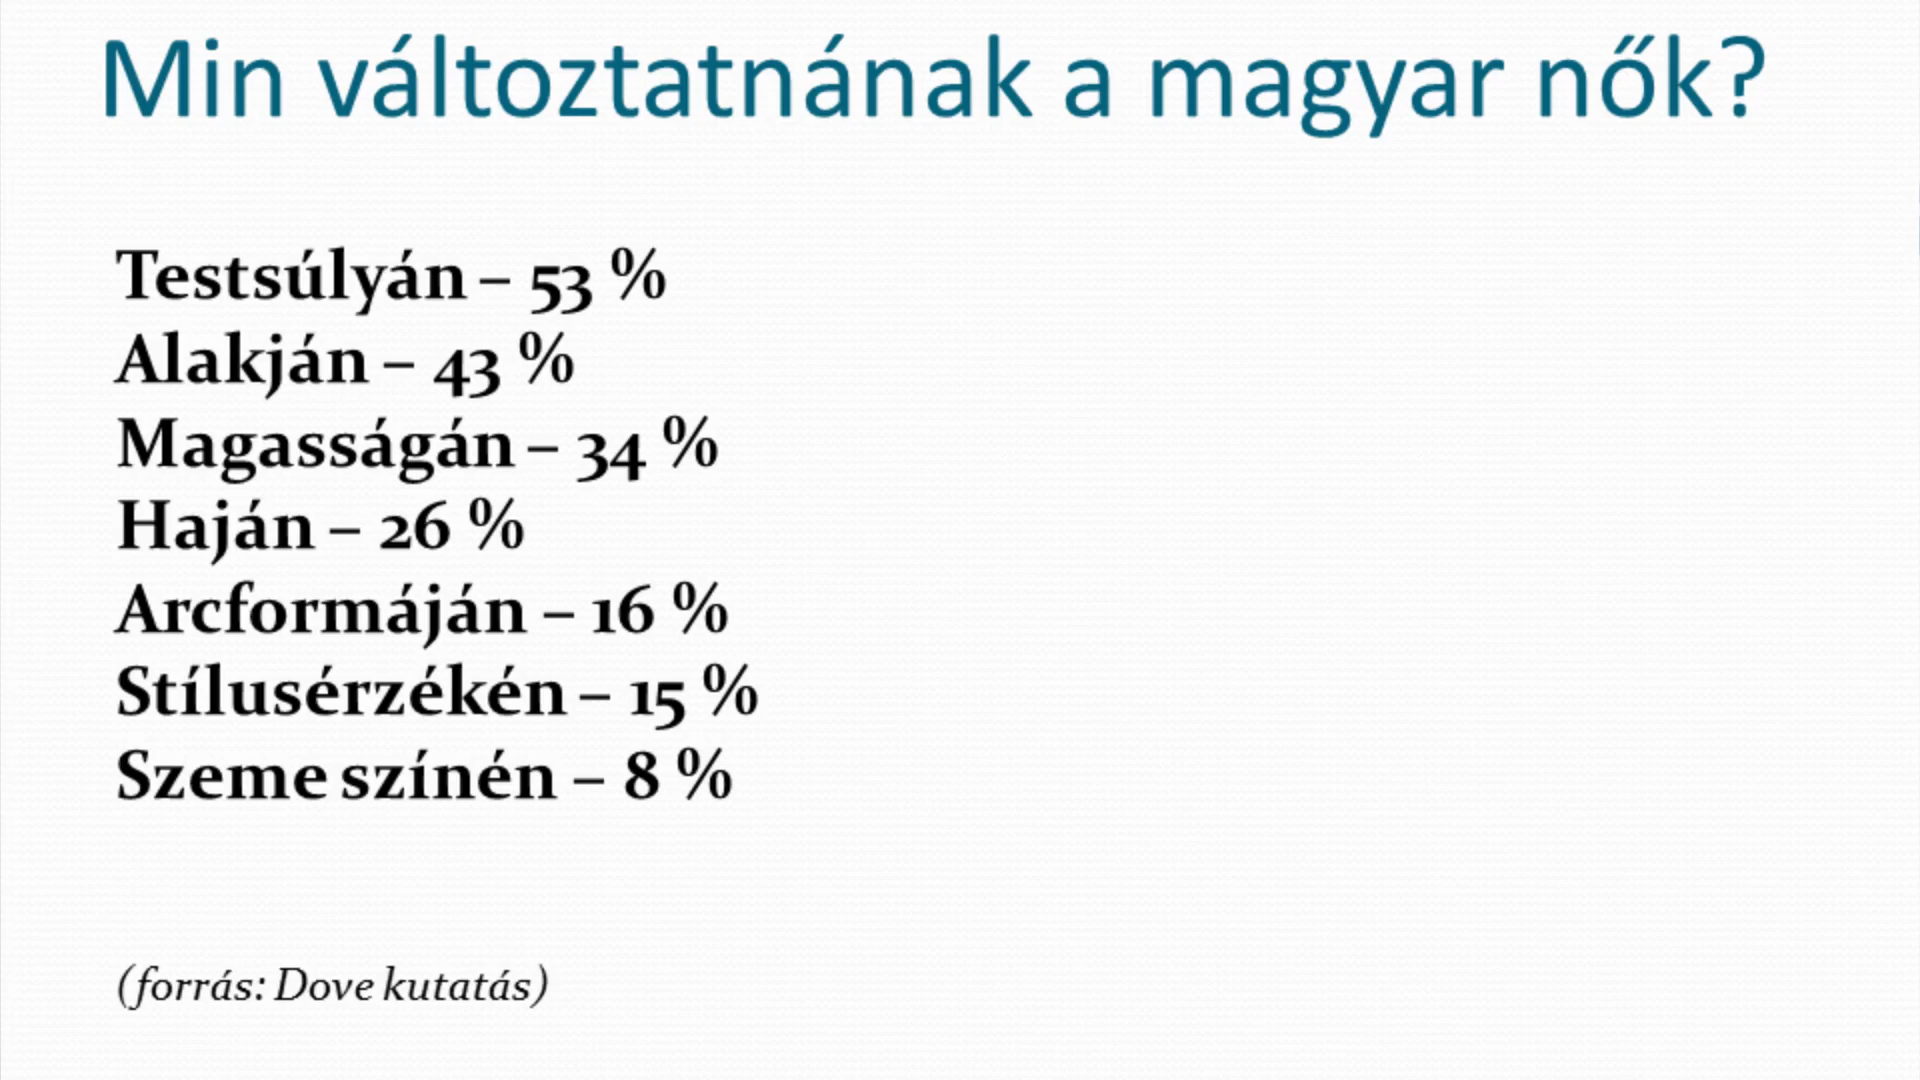 Min változtatnának a magyar nők?
Testsúlyán – 53 %
Alakján – 43 %
Magasságán – 34 %
Haján – 26 %
Arcformáján – 16 %
Stílusérzékén – 15 %
Szeme színén – 8 %
(forrás: Dove kutatás)